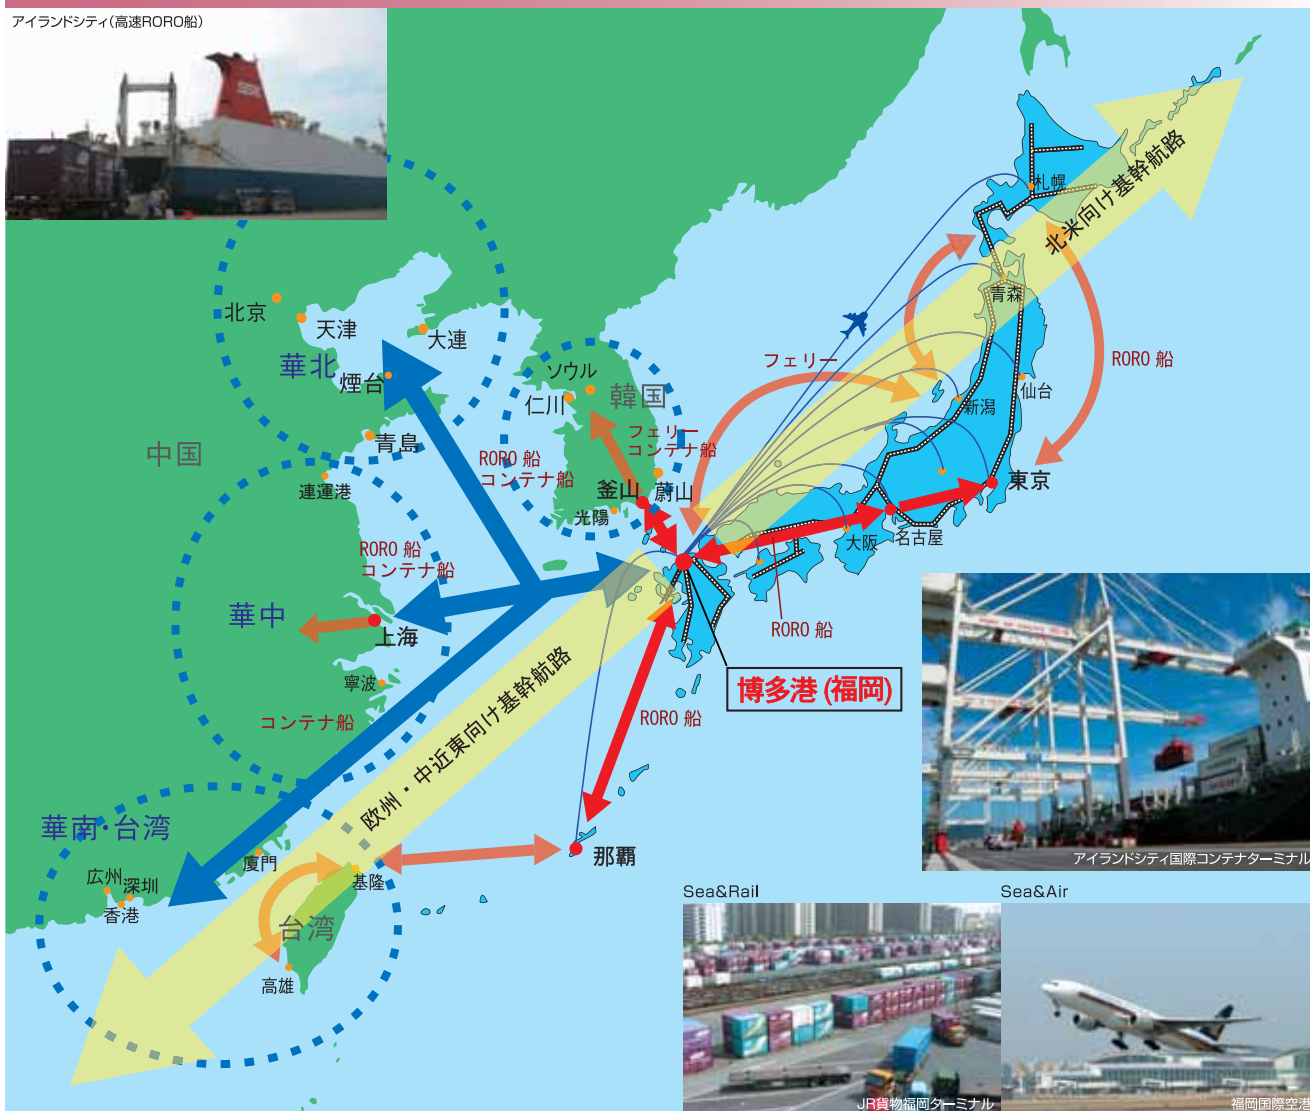 アイランドシティ(高速RORO船)
札幌
北米向け基幹航路
青森
北京
天津
大連
華北
煙台
ソウル
韓国
仁川
フェリー
RORO 船
仙台
新潟
中国
青島
フェリー
コンテナ船
RORO 船
コンテナ船
連運港
釜山
蔚山
光陽
東京
大阪
名古屋
RORO 船
コンテナ船
華中
上海
RORO 船
寧波
博多港 (福岡)
コンテナ船
RORO 船
欧州・中近東向け基幹航路
華南・台湾
厦門
那覇
基隆
広州
深圳
香港
台湾
高雄
アイランドシティ国際コンテナターミナル
Sea&Rail
Sea&Air
JR貨物福岡ターミナル
福岡国際空港